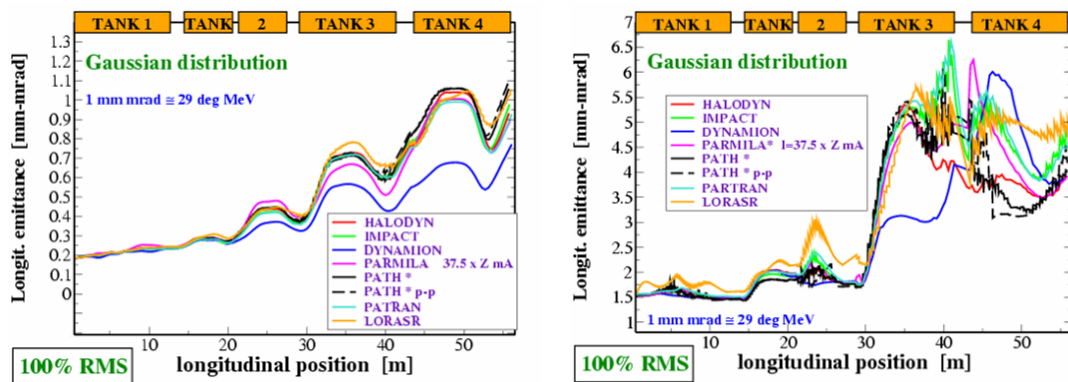 TANK 1 TANK 2 TANK 3 TANK 4
Longit. emittance [mm-mrad]
1.3
1.2
1.1
1
0.9
0.8
0.7
0.6
0.5
0.4
0.3
0.2
0.1
0
Gaussian distribution
1 mm mrad ≅ 29 deg MeV
HALODYN
IMPACT
DYNAMION
PARMILA 37.5 x Z mA
PATH *
PATH * p-p
PATRAN
LORASR
10 20 30 40 50
longitudinal position [m]
100% RMS
TANK 1 TANK 2 TANK 3 TANK 4
Longit. emittance [mm-mrad]
7
6.5
6
5.5
5
4.5
4
3.5
3
2.5
2
1.5
1
Gaussian distribution
HALODYN
IMPACT
DYNAMION
PARMILA* I=37.5 x Z mA
PATH *
PATH * p-p
PARTRAN
LORASR
1 mm mrad ≅ 29 deg MeV
10 20 30 40 50
longitudinal position [m]
100% RMS